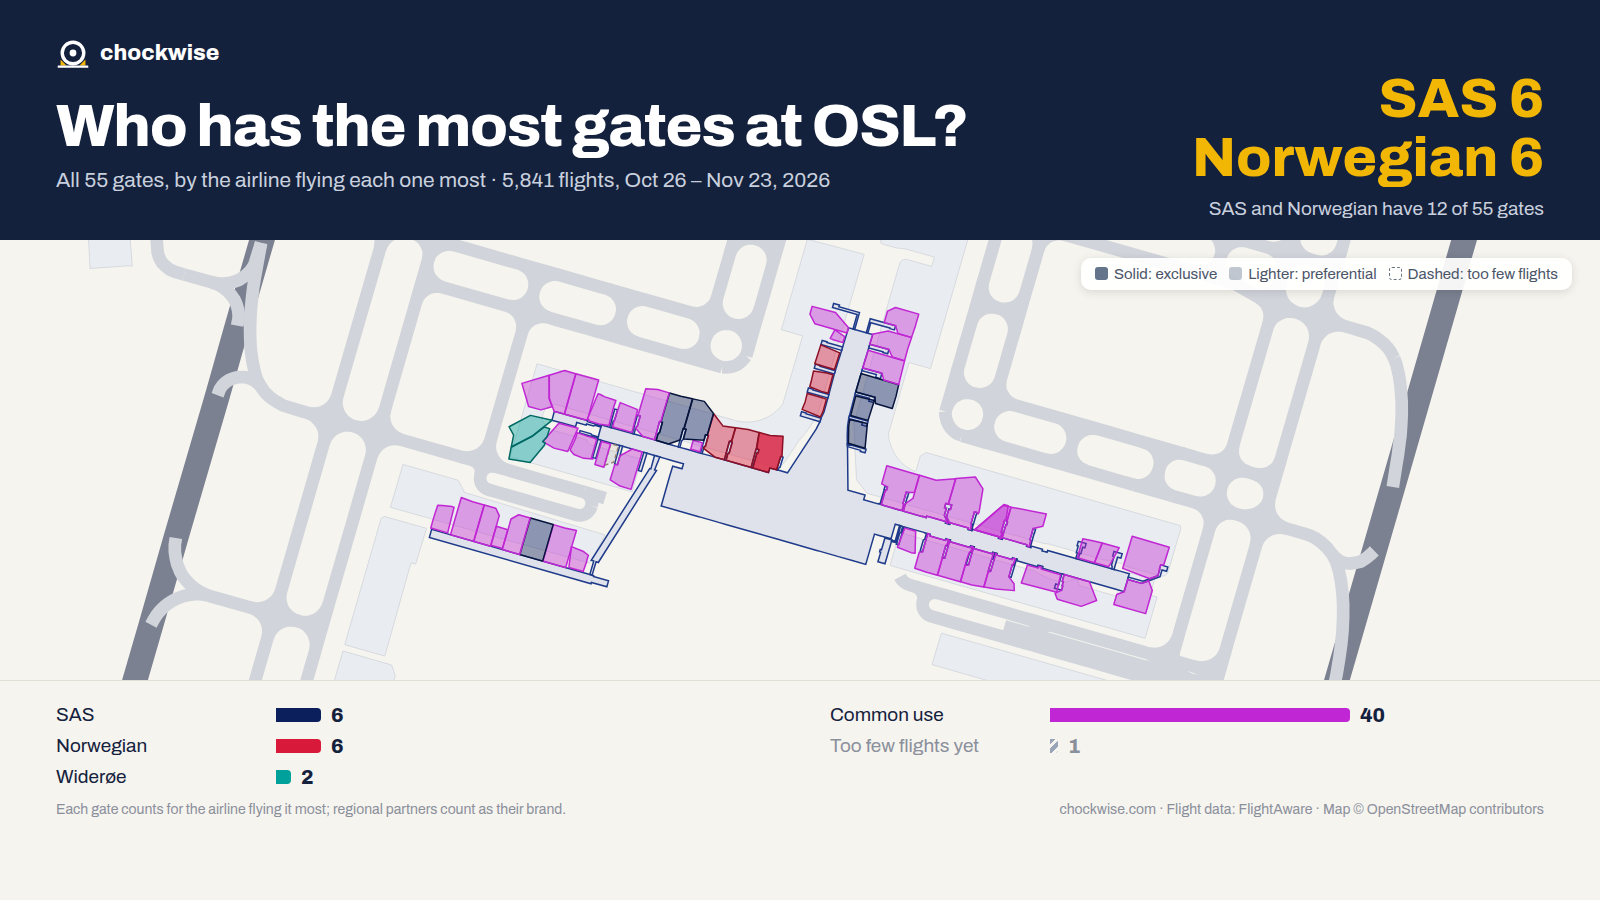 chockwise
Who has the most gates at OSL?
All 55 gates, by the airline flying each one most · 5,841 flights, Oct 26 – Nov 23, 2026
SAS 6
Norwegian 6
SAS and Norwegian have 12 of 55 gates
Solid: exclusive Lighter: preferential Dashed: too few flights
SAS 6
Norwegian 6
Widerøe 2
Common use 40
Too few flights yet 1
Each gate counts for the airline flying it most; regional partners count as their brand.
chockwise.com · Flight data: FlightAware · Map © OpenStreetMap contributors